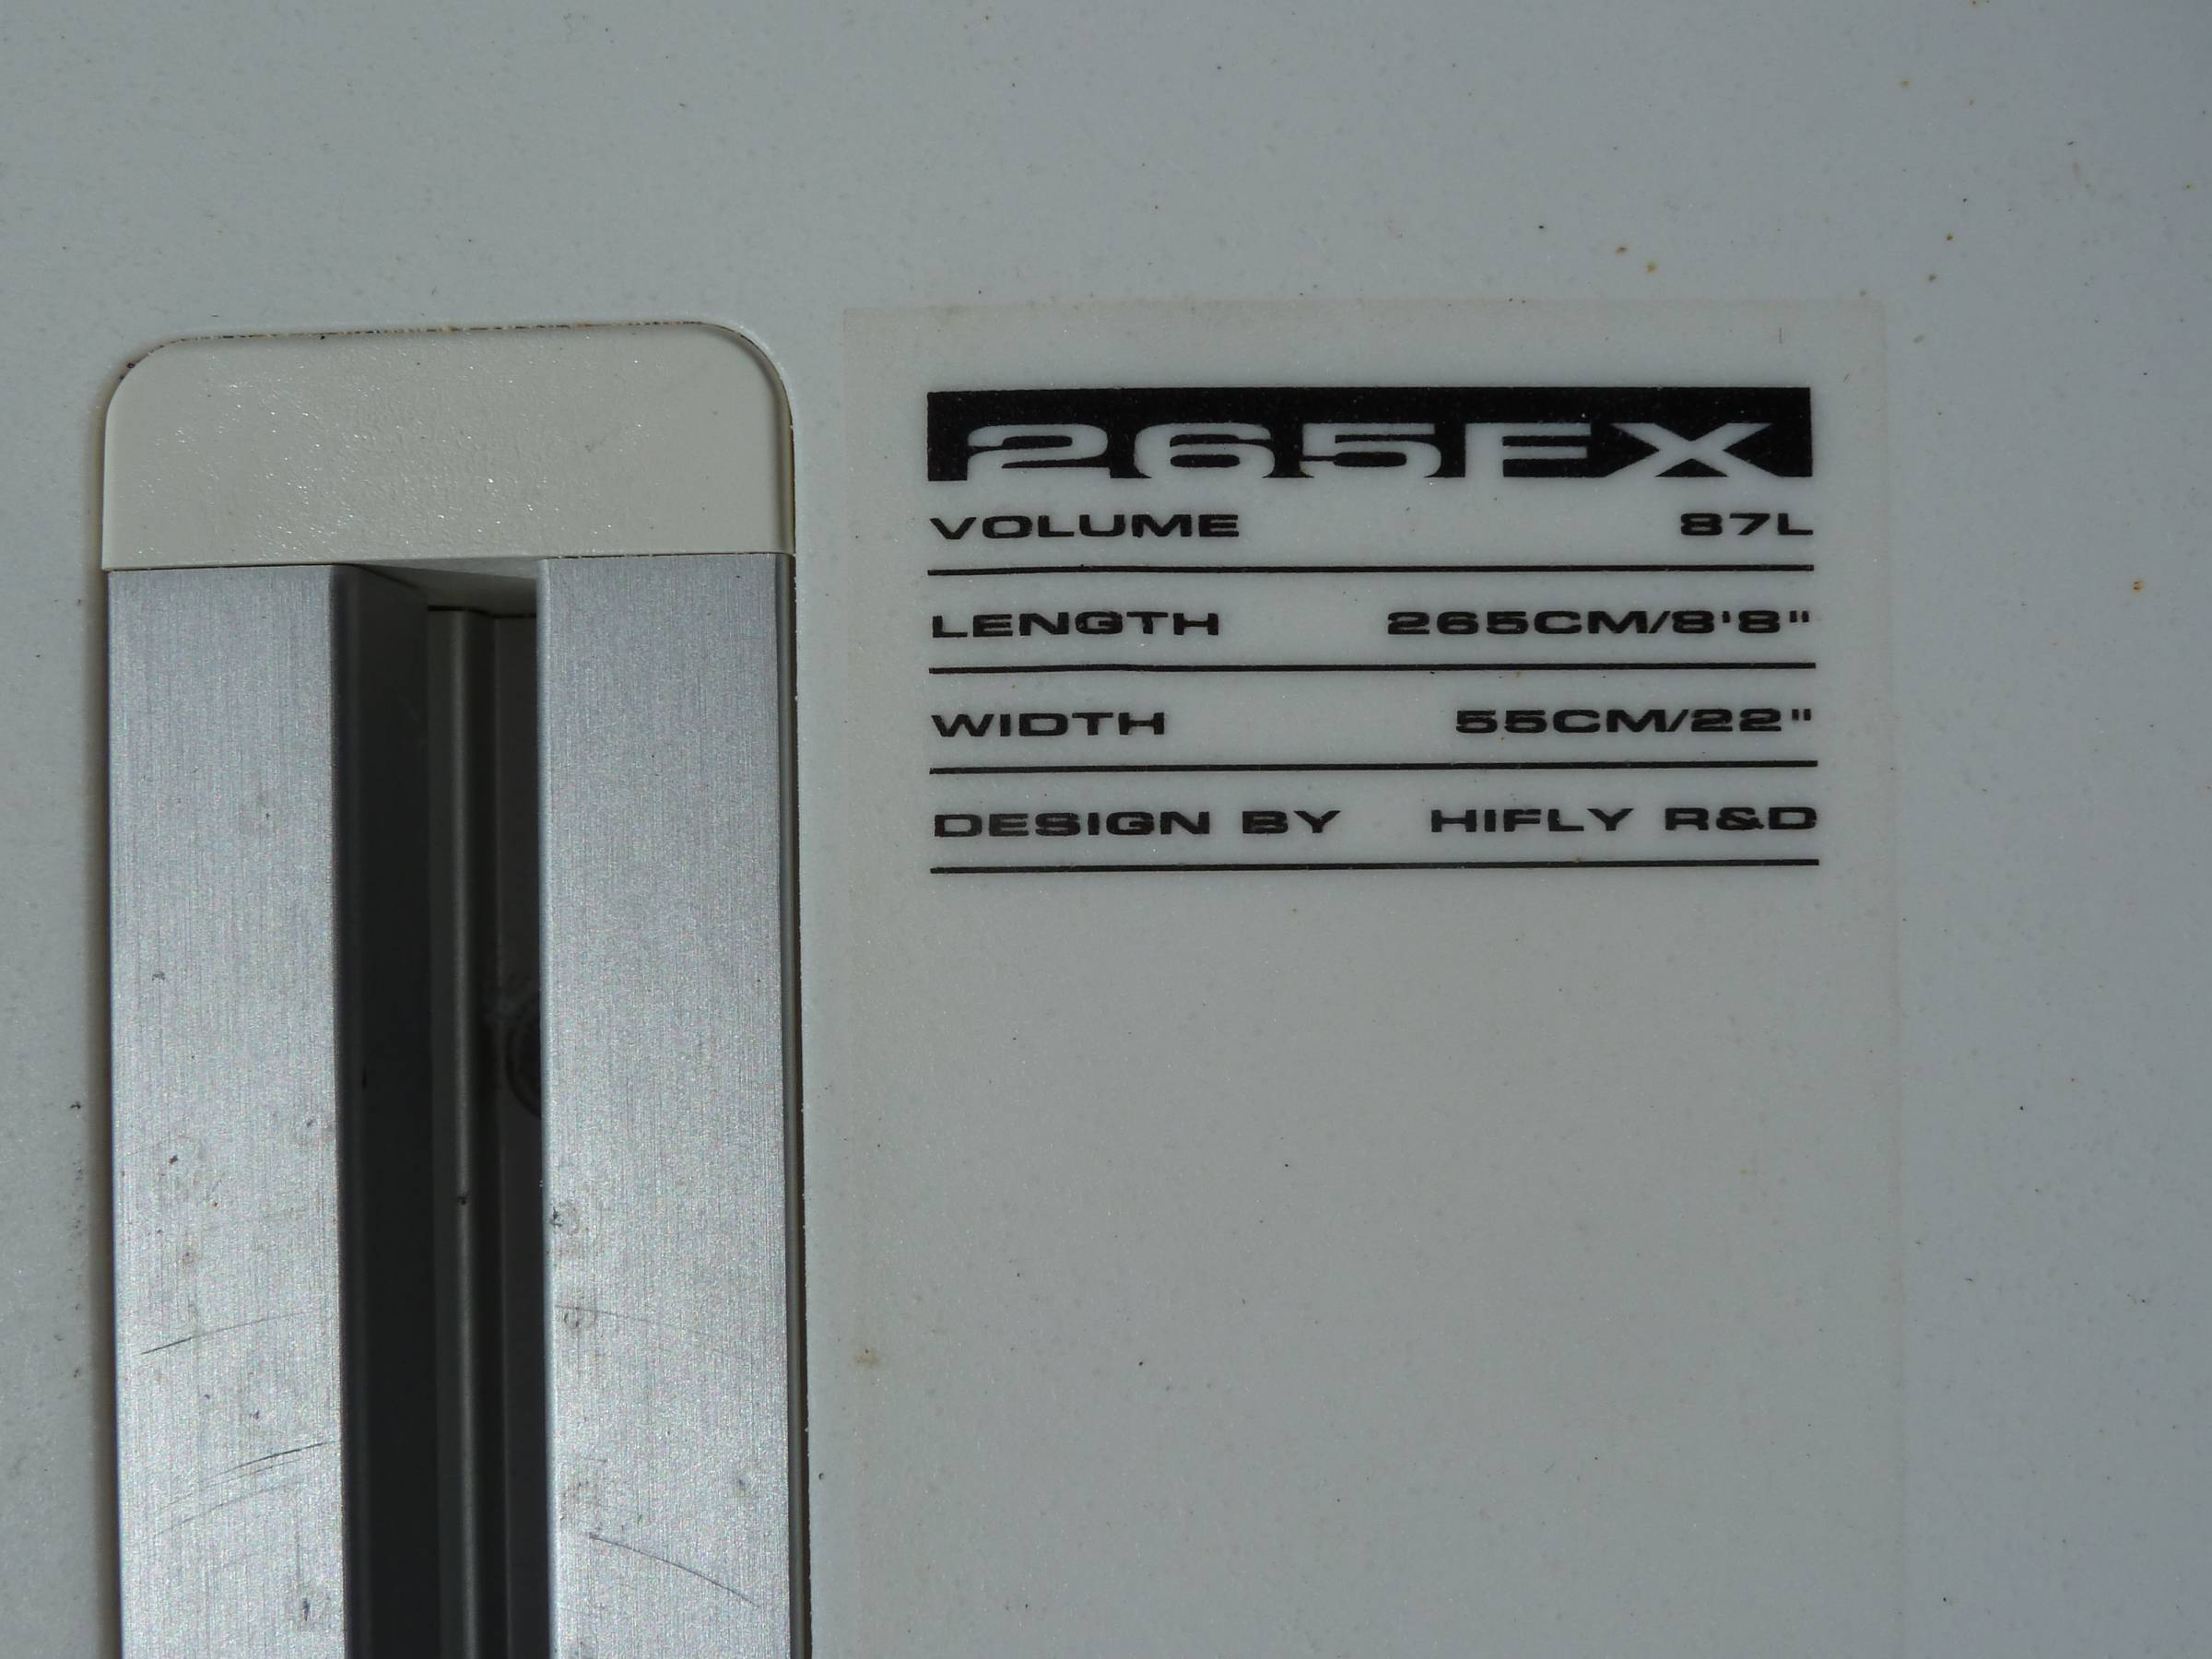 265EX
VOLUME 87L
LENGTH 265CM/8'8"
WIDTH 55CM/22"
DESIGN BY HIFLY R&D